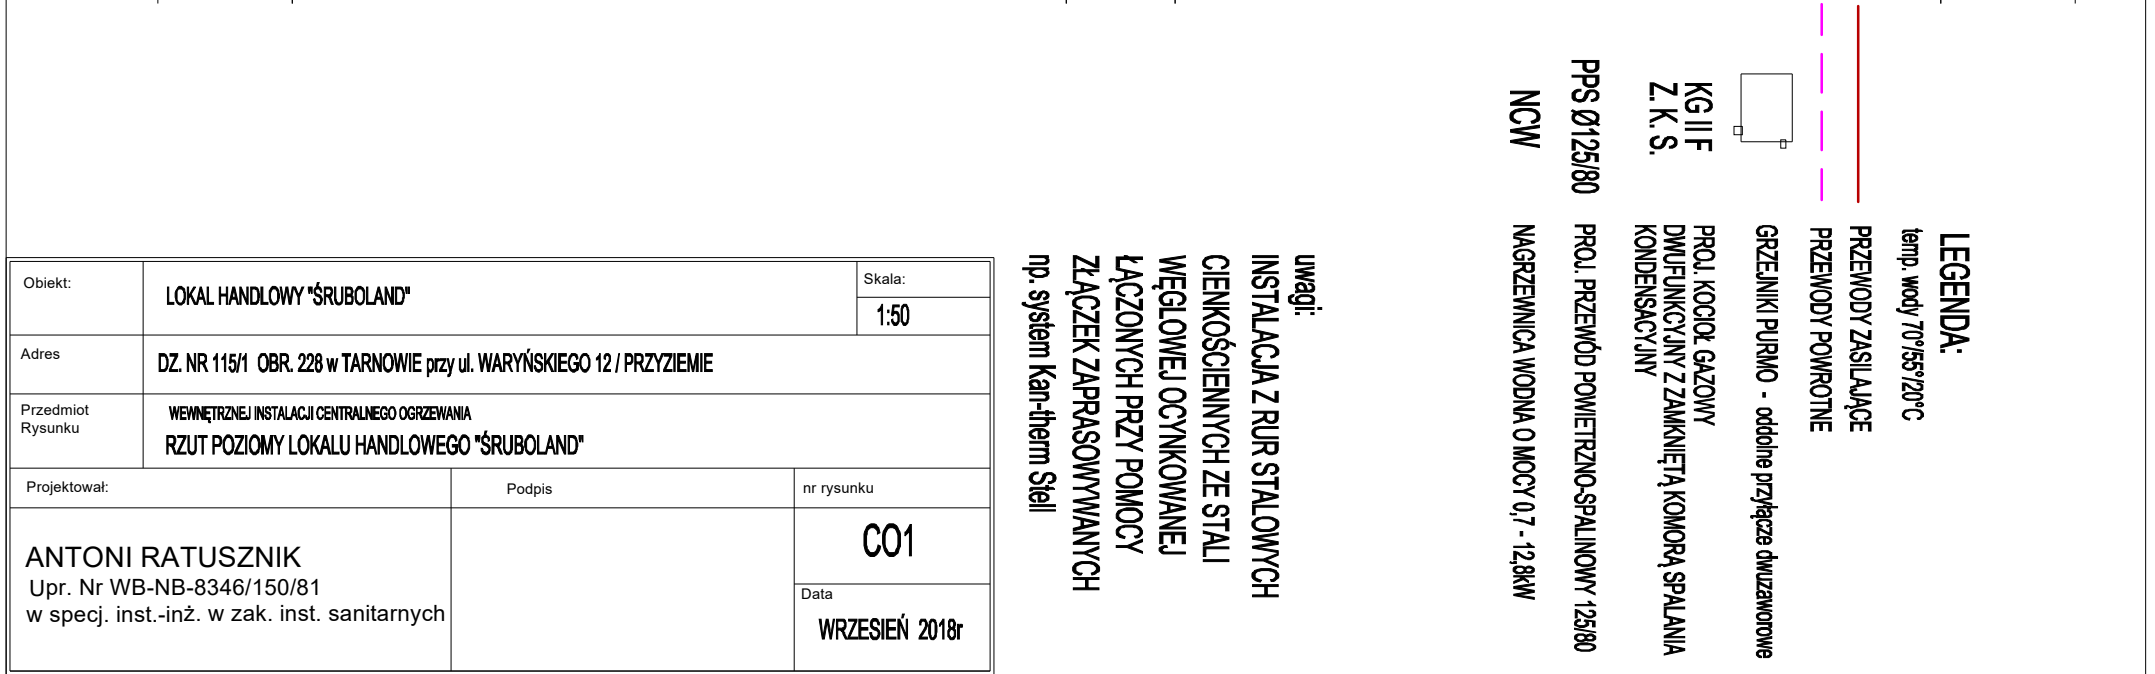 Obiekt:
LOKAL HANDLOWY "ŚRUBOLAND"
Skala:
1:50
Adres
DZ. NR 115/1 OBR. 228 w TARNOWIE przy ul. WARYŃSKIEGO 12 / PRZYZIEMIE
Przedmiot
Rysunku
WEWNĘTRZNEJ INSTALACJI CENTRALNEGO OGRZEWANIA
RZUT POZIOMY LOKALU HANDLOWEGO "ŚRUBOLAND"
Projektował:
Podpis
nr rysunku
ANTONI RATUSZNIK
Upr. Nr WB-NB-8346/150/81
w specj. inst.-inż. w zak. inst. sanitarnych
CO1
Data
WRZESIEŃ 2018r
uwagi:
INSTALACJA Z RUR STALOWYCH
CIENKOŚCIENNYCH ZE STALI
WĘGLOWEJ OCYNKOWANEJ
ŁĄCZONYCH PRZY POMOCY
ZŁĄCZEK ZAPRASOWYWANYCH
np. system Kan-therm Stell
LEGENDA:
temp. wody 70°/55°/20°C
PRZEWODY ZASILAJĄCE
PRZEWODY POWROTNE
GRZEJNIKI PURMO - oddolne przyłącze dwuzaworowe
KG II F
Z. K. S.
PROJ. KOCIOŁ GAZOWY
DWUFUNKCYJNY Z ZAMKNIĘTĄ KOMORĄ SPALANIA
KONDENSACYJNY
PPS Ø125/80
PROJ. PRZEWÓD POWIETRZNO-SPALINOWY 125/80
NCW
NAGRZEWNICA WODNA O MOCY 0,7 - 12,8kW